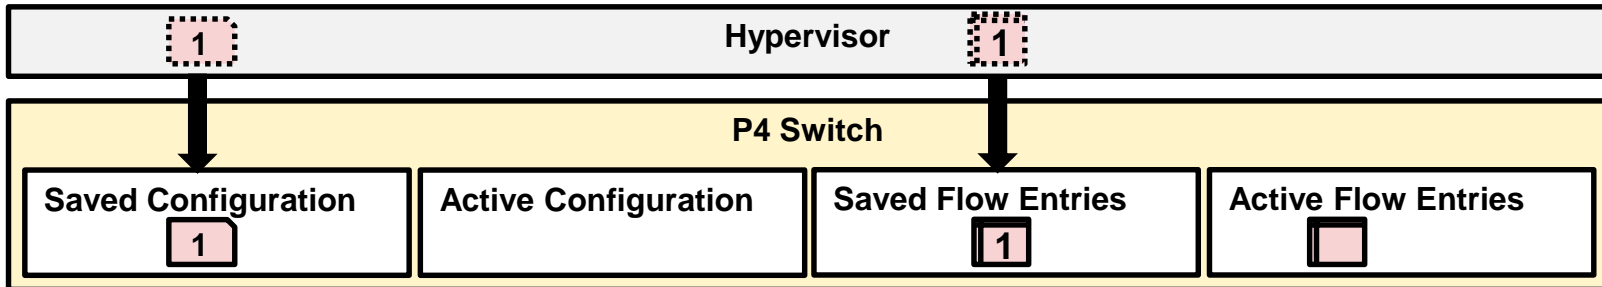 1 Hypervisor 1
P4 Switch
Saved Configuration Active Configuration Saved Flow Entries Active Flow Entries
1 1